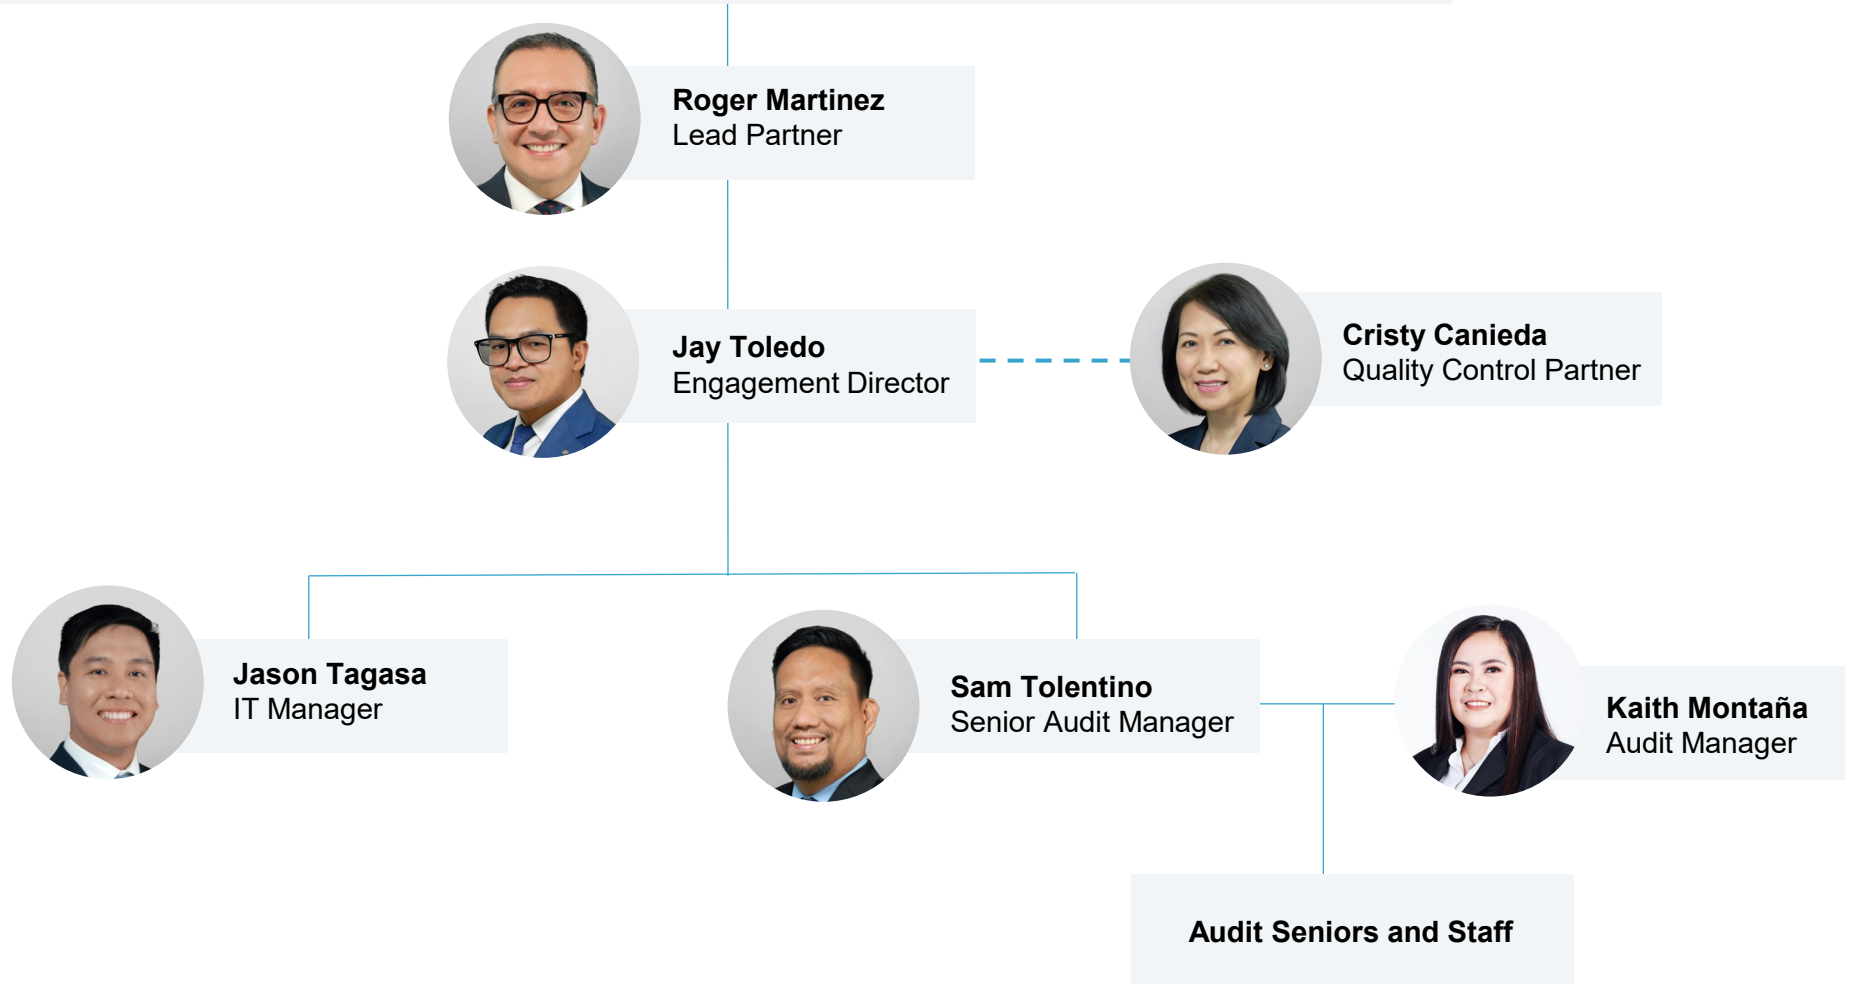 Roger Martinez
Lead Partner
Jay Toledo
Engagement Director
Cristy Canieda
Quality Control Partner
Jason Tagasa
IT Manager
Sam Tolentino
Senior Audit Manager
Kaith Montaña
Audit Manager
Audit Seniors and Staff